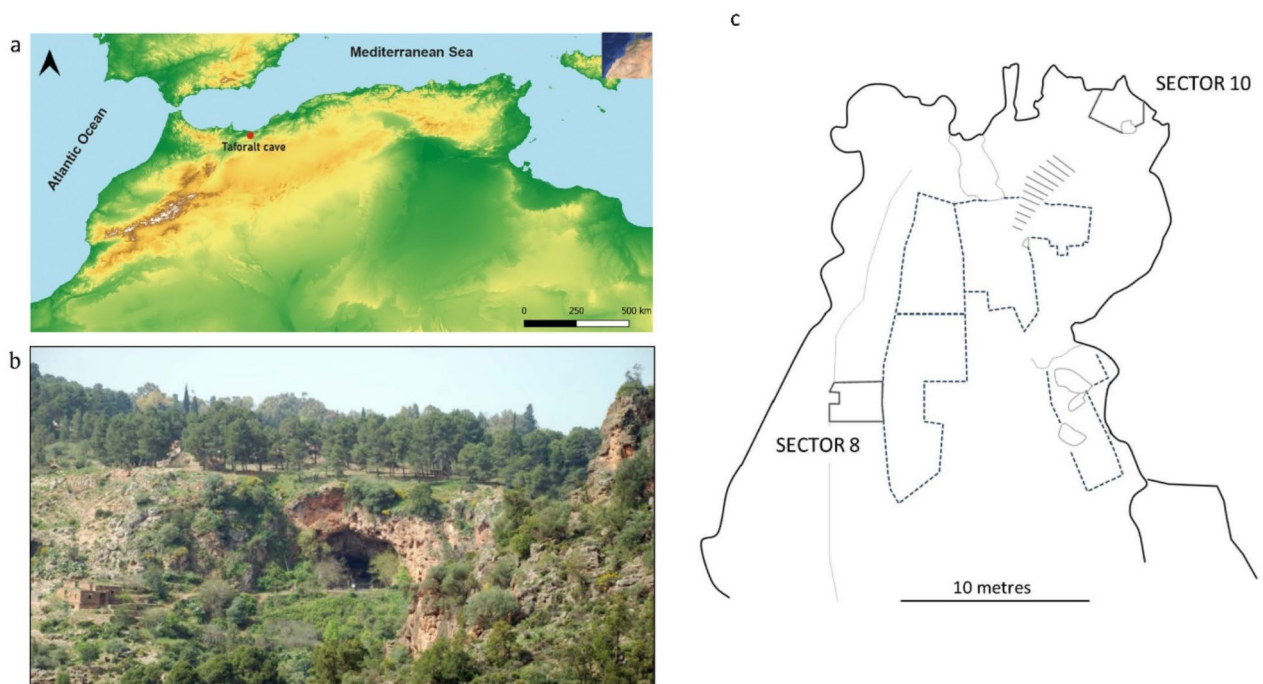 a
Mediterranean Sea
Atlantic Ocean
Taforalt cave
0 250 500 km
b
c
SECTOR 10
SECTOR 8
10 metres